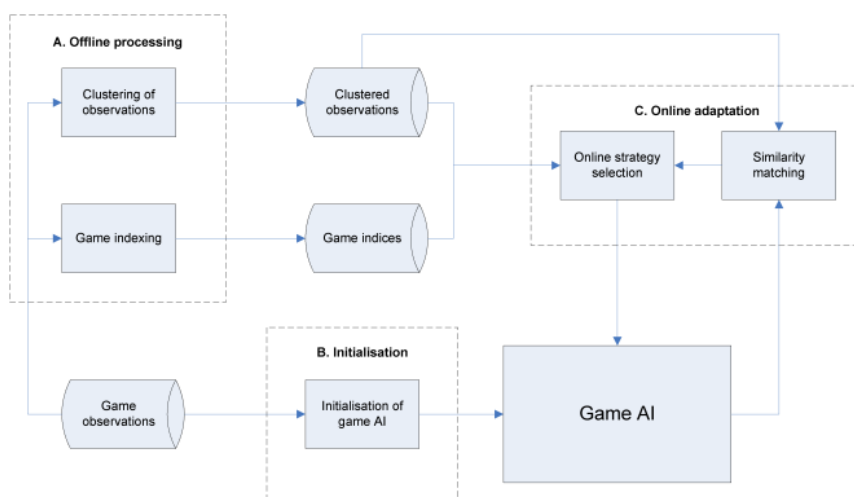 A. Offline processing
Clustering of
observations
Clustered
observations
C. Online adaptation
Online strategy
selection
Similarity
matching
Game indexing
Game indices
B. Initialisation
Game
observations
Initialisation of
game AI
Game AI